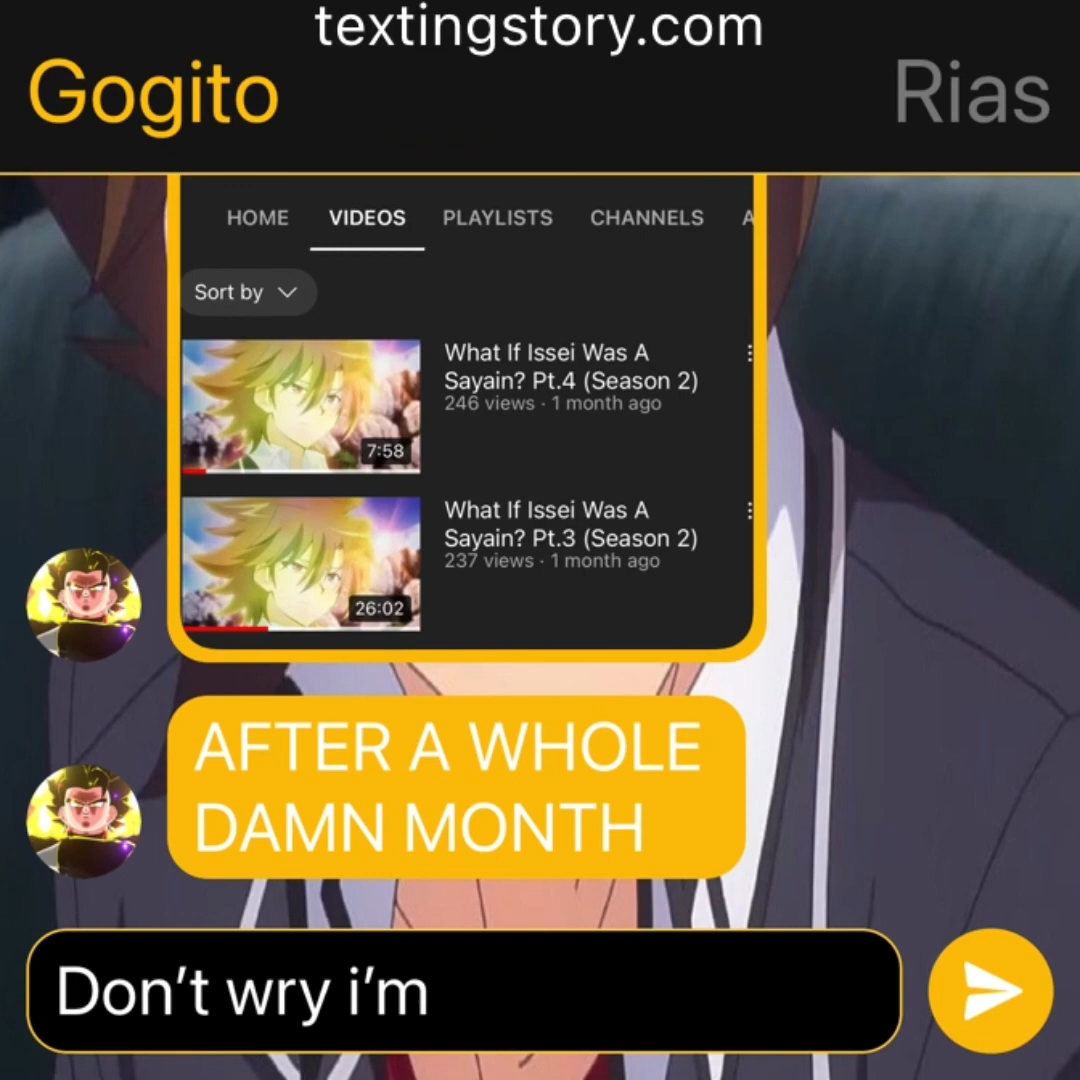 textingstory.com
Gogito
Rias
HOME VIDEOS PLAYLISTS CHANNELS A
Sort by
What If Issei Was A
Sayain? Pt.4 (Season 2)
246 views · 1 month ago
7:58
What If Issei Was A
Sayain? Pt.3 (Season 2)
237 views · 1 month ago
26:02
AFTER A WHOLE
DAMN MONTH
Don’t wry i’m